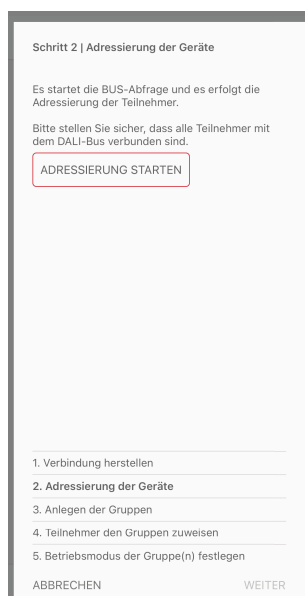 Schritt 2 | Adressierung der Geräte
Es startet die BUS-Abfrage und es erfolgt die
Adressierung der Teilnehmer.
Bitte stellen Sie sicher, dass alle Teilnehmer mit
dem DALI-Bus verbunden sind.
ADRESSIERUNG STARTEN
1. Verbindung herstellen
2. Adressierung der Geräte
3. Anlegen der Gruppen
4. Teilnehmer den Gruppen zuweisen
5. Betriebsmodus der Gruppe(n) festlegen
ABBRECHEN WEITER